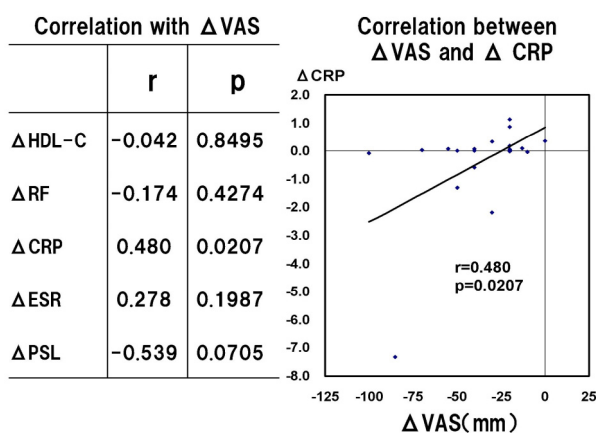 Correlation with ΔVAS
r p
ΔHDL-C -0.042 0.8495
ΔRF -0.174 0.4274
ΔCRP 0.480 0.0207
ΔESR 0.278 0.1987
ΔPSL -0.539 0.0705
Correlation between
ΔVAS and Δ CRP
ΔCRP
2.0
1.0
0.0
-1.0
-2.0
-3.0
-4.0
-5.0
-6.0
-7.0
-8.0
r=0.480
p=0.0207
-125 -100 -75 -50 -25 0 25
ΔVAS(mm)